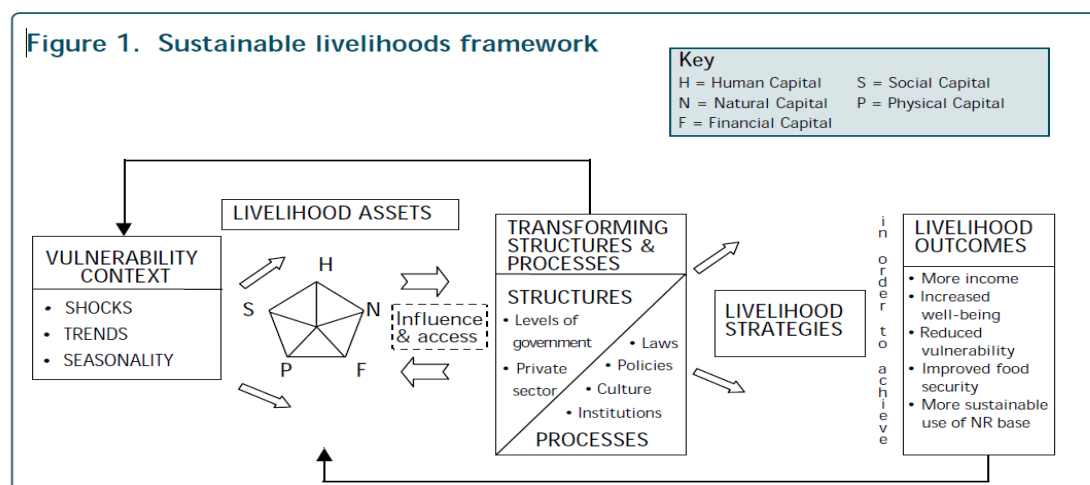 Figure 1. Sustainable livelihoods framework
Key
H = Human Capital
S = Social Capital
N = Natural Capital
P = Physical Capital
F = Financial Capital
LIVELIHOOD ASSETS
VULNERABILITY
CONTEXT
• SHOCKS
• TRENDS
• SEASONALITY
H
S
N
P
F
Influence
& access
TRANSFORMING
STRUCTURES &
PROCESSES
STRUCTURES
• Levels of
government
• Private
sector
• Laws
• Policies
• Culture
• Institutions
PROCESSES
LIVELIHOOD
STRATEGIES
in order to achieve
LIVELIHOOD
OUTCOMES
• More income
• Increased
well-being
• Reduced
vulnerability
• Improved food
security
• More sustainable
use of NR base